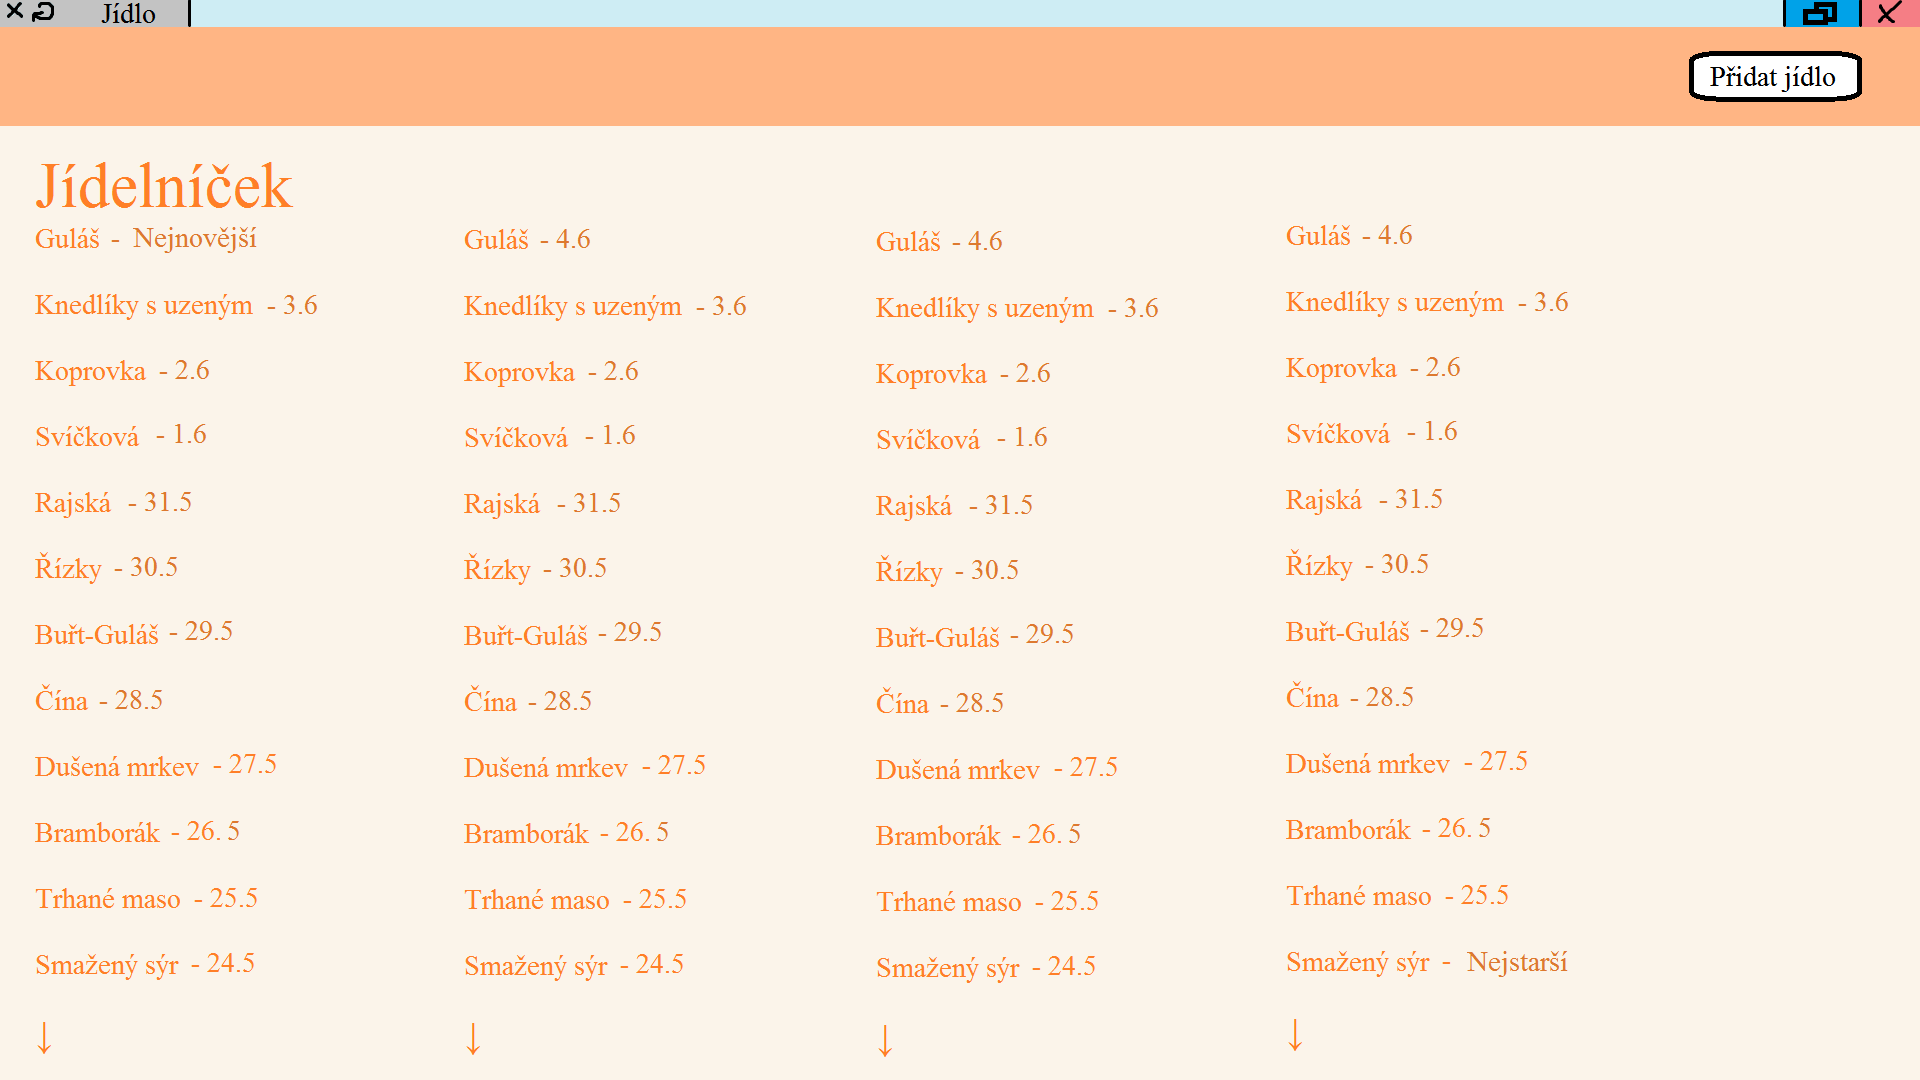 Jídlo
Přidat jídlo
Jídelníček
Guláš - Nejnovější
Knedlíky s uzeným - 3.6
Koprovka - 2.6
Svíčková - 1.6
Rajská - 31.5
Řízky - 30.5
Buřt-Guláš - 29.5
Čína - 28.5
Dušená mrkev - 27.5
Bramborák - 26. 5
Trhané maso - 25.5
Smažený sýr - 24.5
↓
Guláš - 4.6
Knedlíky s uzeným - 3.6
Koprovka - 2.6
Svíčková - 1.6
Rajská - 31.5
Řízky - 30.5
Buřt-Guláš - 29.5
Čína - 28.5
Dušená mrkev - 27.5
Bramborák - 26. 5
Trhané maso - 25.5
Smažený sýr - 24.5
↓
Guláš - 4.6
Knedlíky s uzeným - 3.6
Koprovka - 2.6
Svíčková - 1.6
Rajská - 31.5
Řízky - 30.5
Buřt-Guláš - 29.5
Čína - 28.5
Dušená mrkev - 27.5
Bramborák - 26. 5
Trhané maso - 25.5
Smažený sýr - 24.5
↓
Guláš - 4.6
Knedlíky s uzeným - 3.6
Koprovka - 2.6
Svíčková - 1.6
Rajská - 31.5
Řízky - 30.5
Buřt-Guláš - 29.5
Čína - 28.5
Dušená mrkev - 27.5
Bramborák - 26. 5
Trhané maso - 25.5
Smažený sýr - Nejstarší
↓